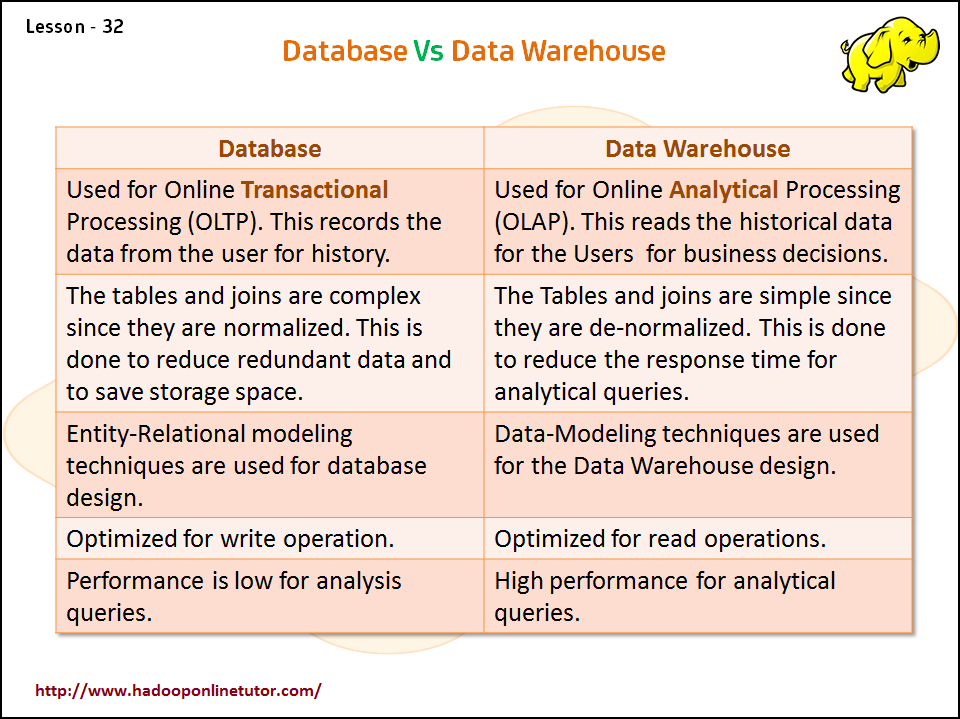 Lesson - 32
Database Vs Data Warehouse
Database
Data Warehouse
Used for Online Transactional
Processing (OLTP). This records the
data from the user for history.
Used for Online Analytical Processing
(OLAP). This reads the historical data
for the Users  for business decisions.
The tables and joins are complex
since they are normalized. This is
done to reduce redundant data and
to save storage space.
The Tables and joins are simple since
they are de-normalized. This is done
to reduce the response time for
analytical queries.
Entity-Relational modeling
techniques are used for database
design.
Data-Modeling techniques are used
for the Data Warehouse design.
Optimized for write operation.
Optimized for read operations.
Performance is low for analysis
queries.
High performance for analytical
queries.
http://www.hadooponlinetutor.com/